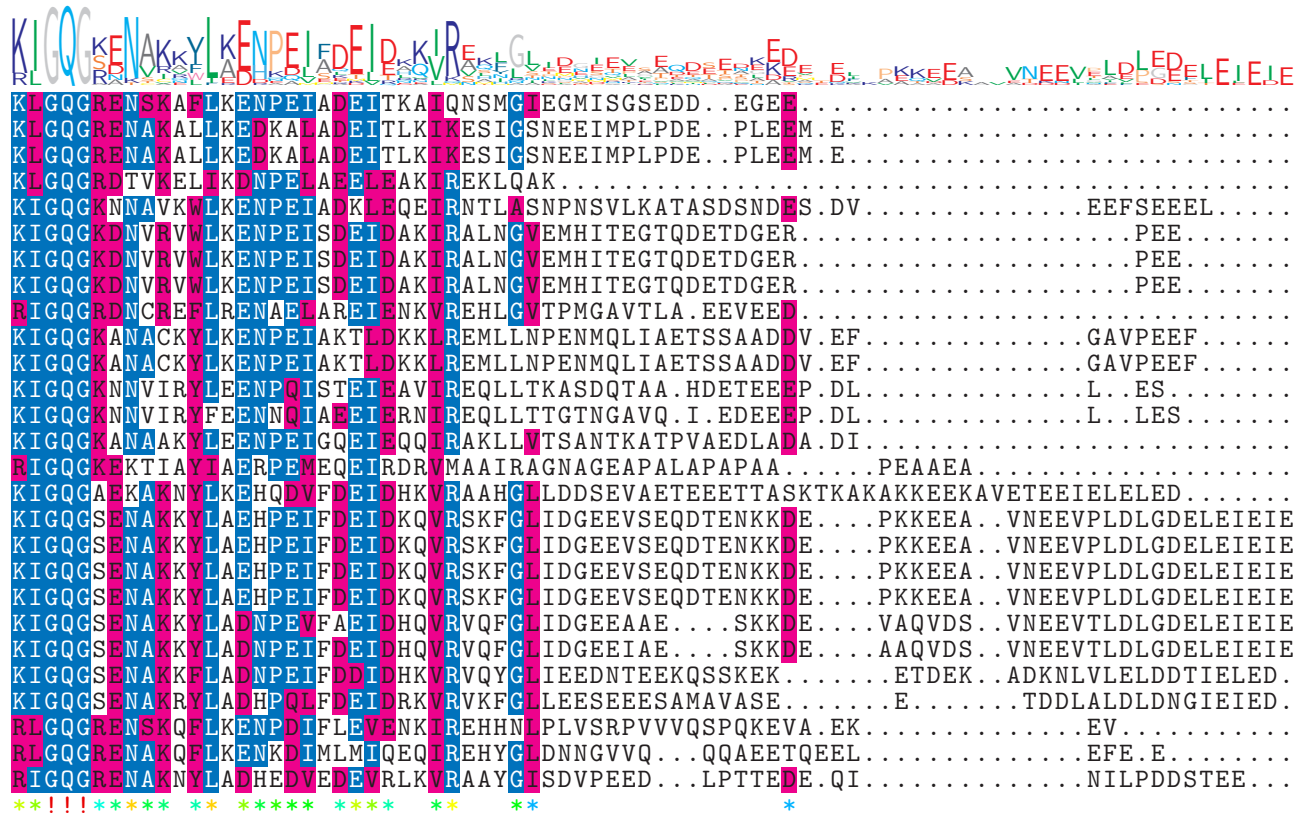 KLGQGRENSKAFLKENPEIADEITKAIQNSMGIEGMISGSEDD..EGEE...............................
KLGQGRENAKALLKEDKALADEITLKIKESIGSNEEIMPLPDE..PLEEM.E............................
KLGQGRENAKALLKEDKALADEITLKIKESIGSNEEIMPLPDE..PLEEM.E............................
KLGQGRDTVKELIKDNPELAEELEAKIREKLQAK..............................................
KIGQGKNNAVKWLKENPEIADKLEQEIRNTLASNPNSVLKATASDSNDES.DV..............EEFSEEEL.....
KIGQGKDNVRVWLKENPEISDEIDAKIRALNGVEMHITEGTQDETDGER.....................PEE.......
KIGQGKDNVRVWLKENPEISDEIDAKIRALNGVEMHITEGTQDETDGER.....................PEE.......
KIGQGKDNVRVWLKENPEISDEIDAKIRALNGVEMHITEGTQDETDGER.....................PEE.......
RIGQGRDNCREFLRENAELAREIENKVREHLGVTPMGAVTLA.EEVEED...............................
KIGQGKANACKYLKENPEIAKTLDKKLREMLLNPENMQLIAETSSAADDV.EF..............GAVPEEF......
KIGQGKANACKYLKENPEIAKTLDKKLREMLLNPENMQLIAETSSAADDV.EF..............GAVPEEF......
KIGQGKNNVIRYLEENPQISTEIEAVIREQLLTKASDQTAA.HDETEEEP.DL..............L..ES........
KIGQGKNNVIRYFEENNQIAEEIERNIREQLLTTGTNGAVQ.I.EDEEEP.DL..............L..LES.......
KIGQGKANAAKYLEENPEIGQEIEQQIRAKLLVTSANTKATPVAEDLADA.DI...........................
RIGQGKEKTIAYIAERPEMEQEIRDRVMAAIRAGNAGEAPALAPAPAA......PEAAEA....................
KIGQGAEKAKNYLKEHQDVFDEIDHKVRAAHGLLDDSEVAETEEETTASKTKAKAKKEEKAVETEEIELELED.......
KIGQGSENAKKYLAEHPEIFDEIDKQVRSKFGLIDGEEVSEQDTENKKDE....PKKEEA..VNEEVPLDLGDELEIEIE
KIGQGSENAKKYLAEHPEIFDEIDKQVRSKFGLIDGEEVSEQDTENKKDE....PKKEEA..VNEEVPLDLGDELEIEIE
KIGQGSENAKKYLAEHPEIFDEIDKQVRSKFGLIDGEEVSEQDTENKKDE....PKKEEA..VNEEVPLDLGDELEIEIE
KIGQGSENAKKYLAEHPEIFDEIDKQVRSKFGLIDGEEVSEQDTENKKDE....PKKEEA..VNEEVPLDLGDELEIEIE
KIGQGSENAKKYLADNPEVFAEIDHQVRVQFGLIDGEEAAE....SKKDE....VAQVDS..VNEEVTLDLGDELEIEIE
KIGQGSENAKKYLADNPEIFDEIDHQVRVQFGLIDGEEIAE....SKKDE....AAQVDS..VNEEVTLDLGDELEIEIE
KIGQGSENAKKFLADNPEIFDDIDHKVRVQYGLIEEDNTEEKQSSKEK.......ETDEK..ADKNLVLELDDTIELED.
KIGQGSENAKRYLADHPQLFDEIDRKVRVKFGLLEESEEESAMAVASE.......E.......TDDLALDLDNGIEIED.
RLGQGRENSKQFLKENPDIFLEVENKIREHHNLPLVSRPVVVQSPQKEVA.EK..............EV...........
RLGQGRENAKQFLKENKDIMLMIQEQIREHYGLDNNGVVQ...QQAEETQEEL..............EFE.E........
RIGQGRENAKNYLADHEDVEDEVRLKVRAAYGISDVPEED...LPTTEDE.QI..............NILPDDSTEE...
**!!!***** ** ***** **** ** ** *